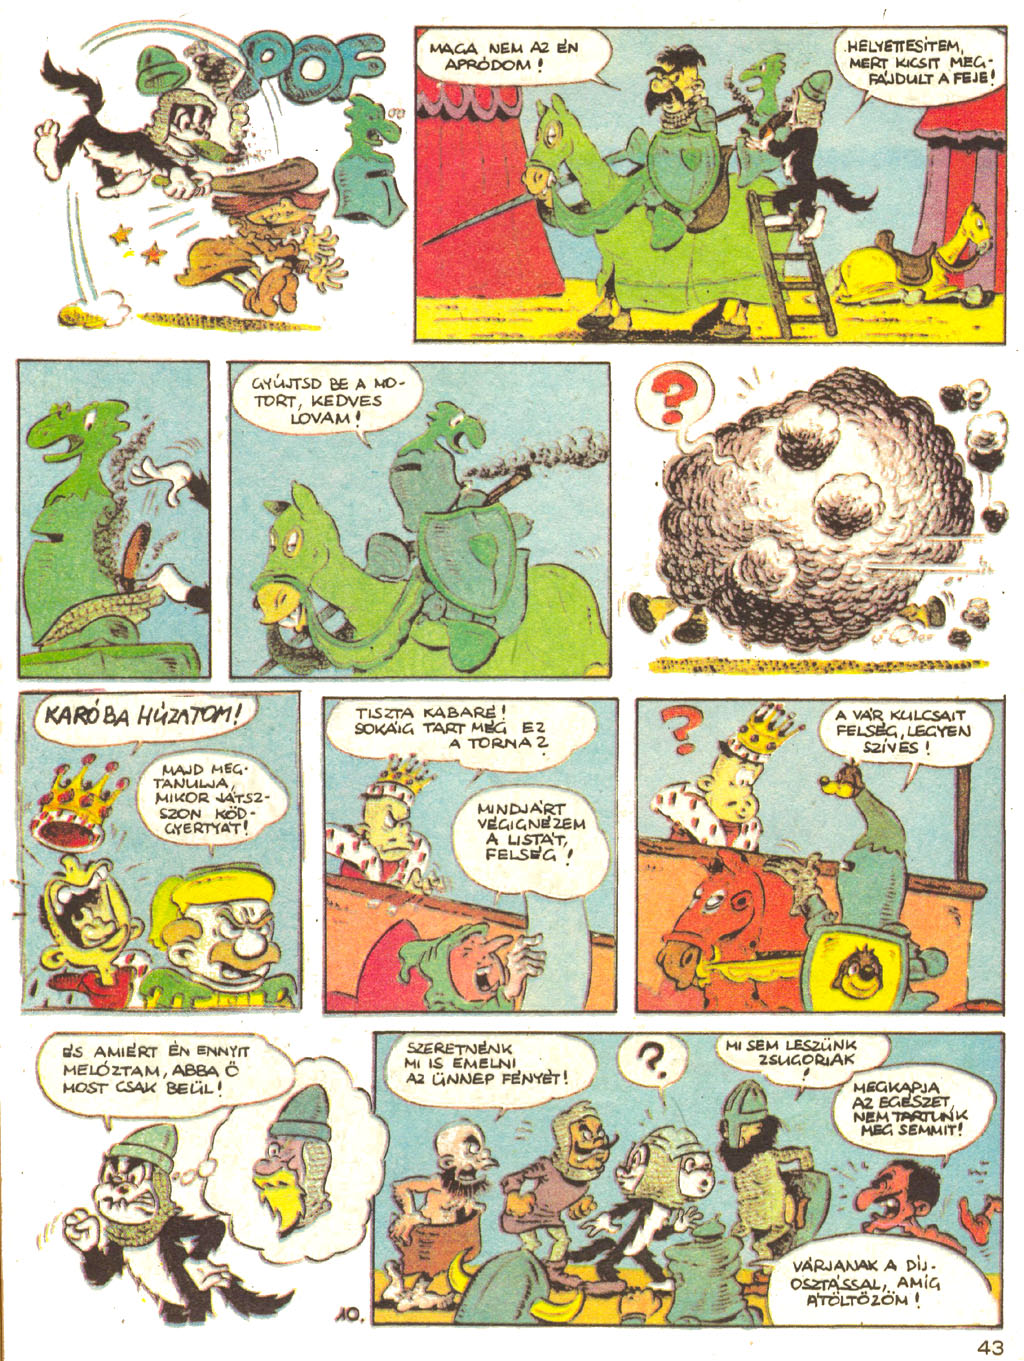 POF
MAGA NEM AZ ÉN
APRÓDOM!
HELYETTESÍTEM,
MERT KICSIT MEG-
FÁJDULT A FEJE!
GYÚJTSD BE A MO-
TORT, KEDVES
LOVAM!
?
KARÓBA HÚZATOM!
MAJD MEG-
TANULJA,
MIKOR JÁTSZ-
SZON KÖD-
GYERTYÁT!
TISZTA KABARÉ!
SOKÁIG TART MÉG EZ
A TORNA?
MINDJÁRT
VÉGIGNÉZEM
A LISTÁT,
FELSÉG!
?
A VÁR KULCSAIT
FELSÉG, LEGYEN
SZÍVES!
ÉS AMIÉRT ÉN ENNYIT
MELÓZTAM, ABBA Ő
MOST CSAK BEÜL!
10.
SZERETNÉNK
MI IS EMELNI
AZ ÜNNEP FÉNYÉT!
?
MI SEM LESZÜNK
ZSUGORIAK!
MEGKAPJA
AZ EGÉSZET,
NEM TARTUNK
MEG SEMMIT!
VÁRJANAK A DÍJ-
OSZTÁSSAL, AMÍG
ÁTÖLTÖZÖM!
43